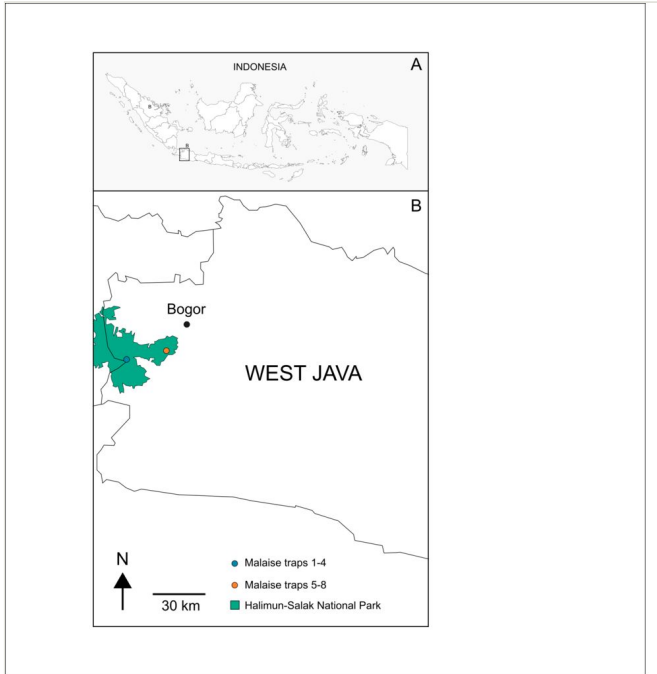 INDONESIA
A
B
Bogor
WEST JAVA
N
30 km
Malaise traps 1-4
Malaise traps 5-8
Halimun-Salak National Park